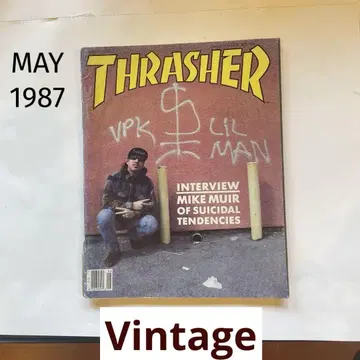 MAY
1987
THRASHER
VPK
LIL
MAN
INTERVIEW
MIKE MUIR
OF SUICIDAL
TENDENCIES
Vintage